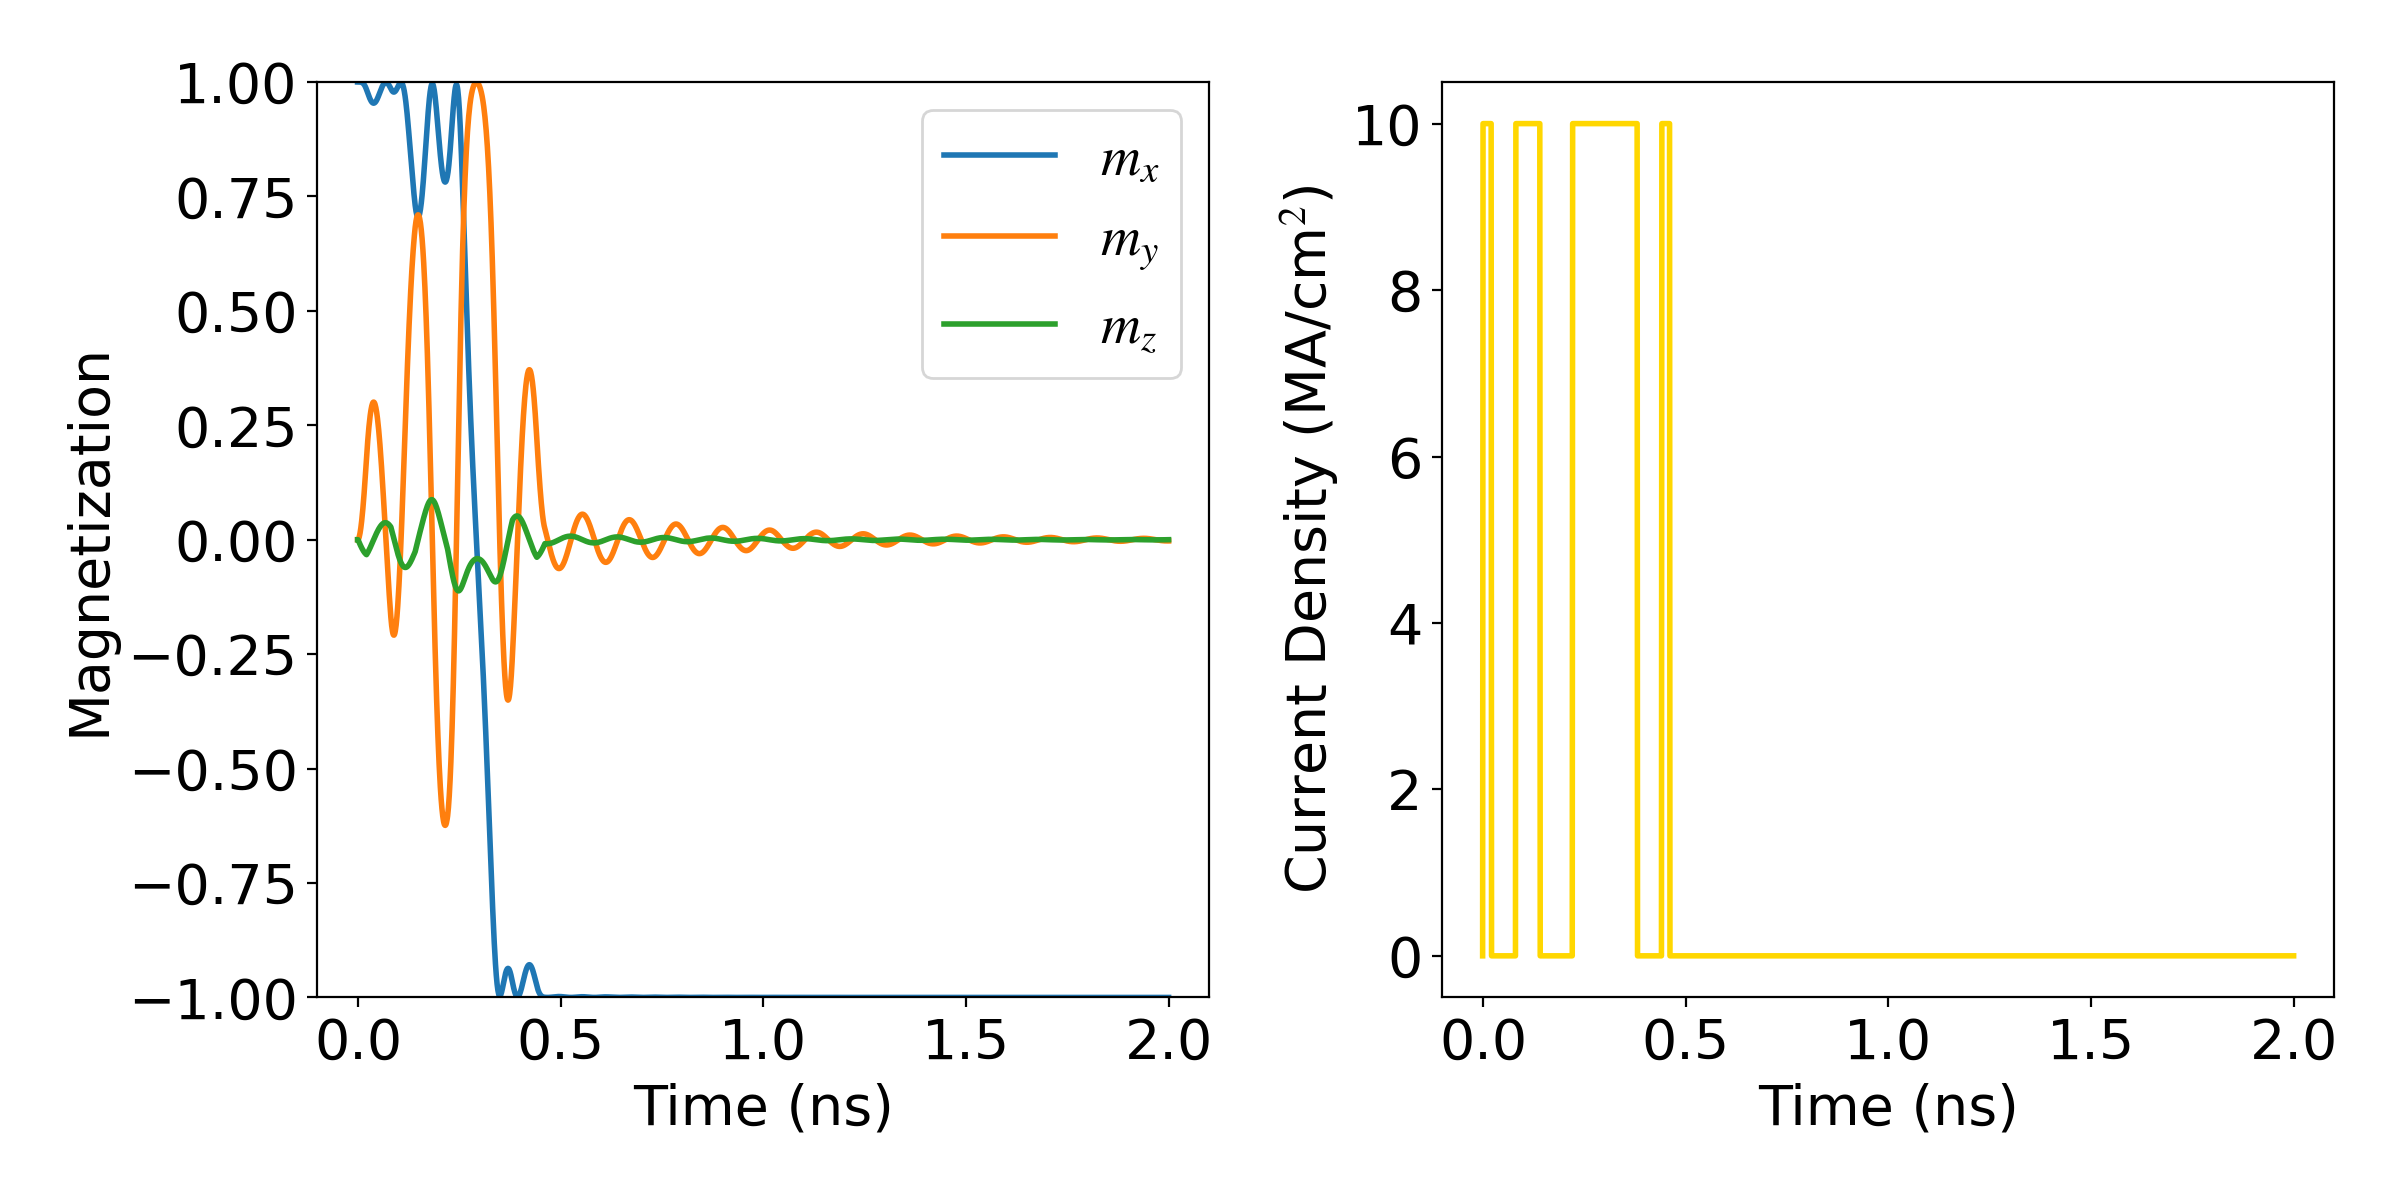 Magnetization
1.00
0.75
0.50
0.25
0.00
−0.25
−0.50
−0.75
−1.00
0.0 0.5 1.0 1.5 2.0
Time (ns)
m_x
m_y
m_z
Current Density (MA/cm²)
10
8
6
4
2
0
0.0 0.5 1.0 1.5 2.0
Time (ns)